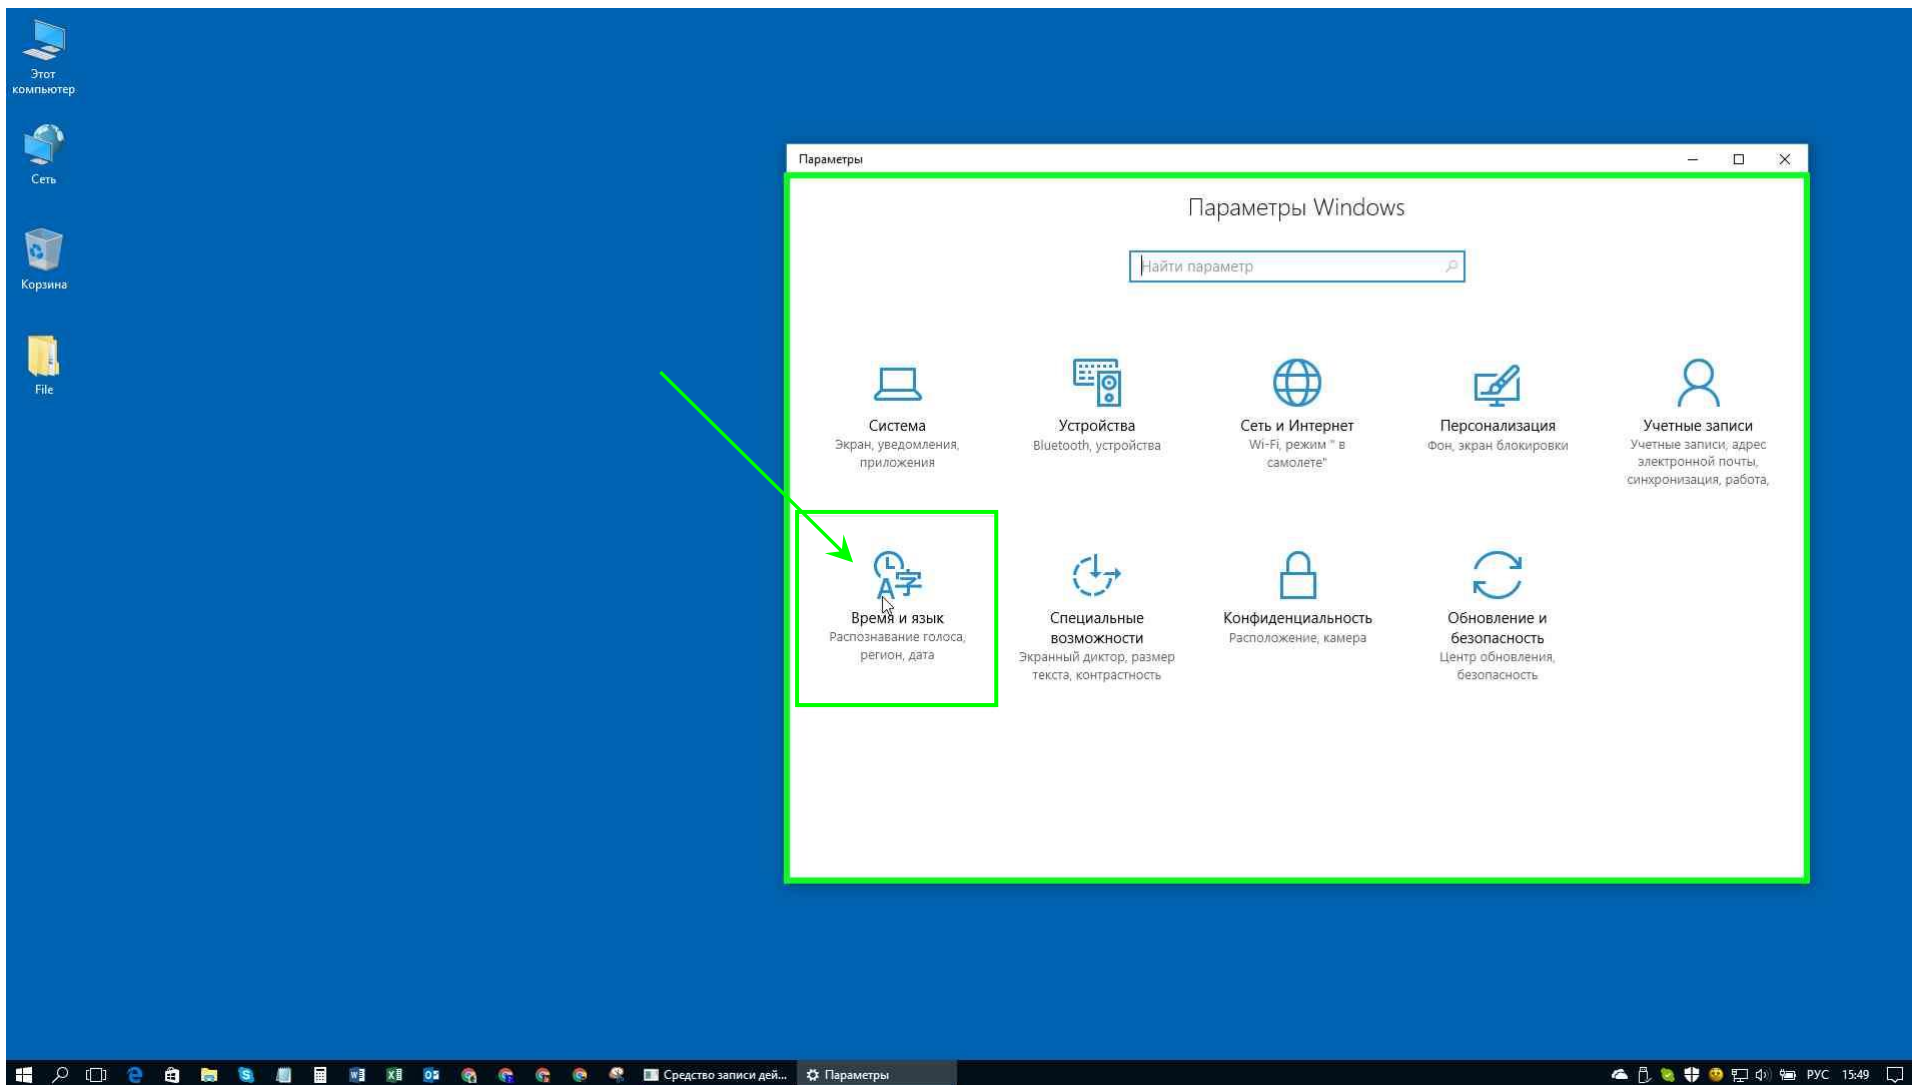 Этот
компьютер
Сеть
Корзина
File
Параметры
Параметры Windows
Найти параметр
Система
Экран, уведомления,
приложения
Устройства
Bluetooth, устройства
Сеть и Интернет
Wi-Fi, режим " в
самолете"
Персонализация
Фон, экран блокировки
Учетные записи
Учетные записи, адрес
электронной почты,
синхронизация, работа,
Время и язык
Распознавание голоса,
регион, дата
Специальные
возможности
Экранный диктор, размер
текста, контрастность
Конфиденциальность
Расположение, камера
Обновление и
безопасность
Центр обновления,
безопасность
Средство записи дей...
Параметры
РУС
15:49